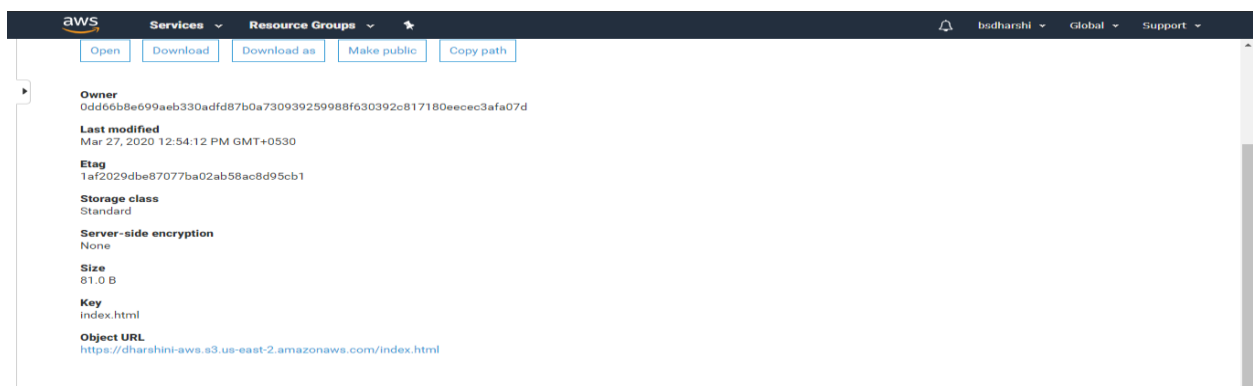 aws Services Resource Groups bsdharshi Global Support
Open Download Download as Make public Copy path
Owner
0dd66b8e699aeb330adfd87b0a730939259988f630392c817180eecec3afa07d
Last modified
Mar 27, 2020 12:54:12 PM GMT+0530
Etag
1af2029dbe87077ba02ab58ac8d95cb1
Storage class
Standard
Server-side encryption
None
Size
81.0 B
Key
index.html
Object URL
https://dharshini-aws.s3.us-east-2.amazonaws.com/index.html